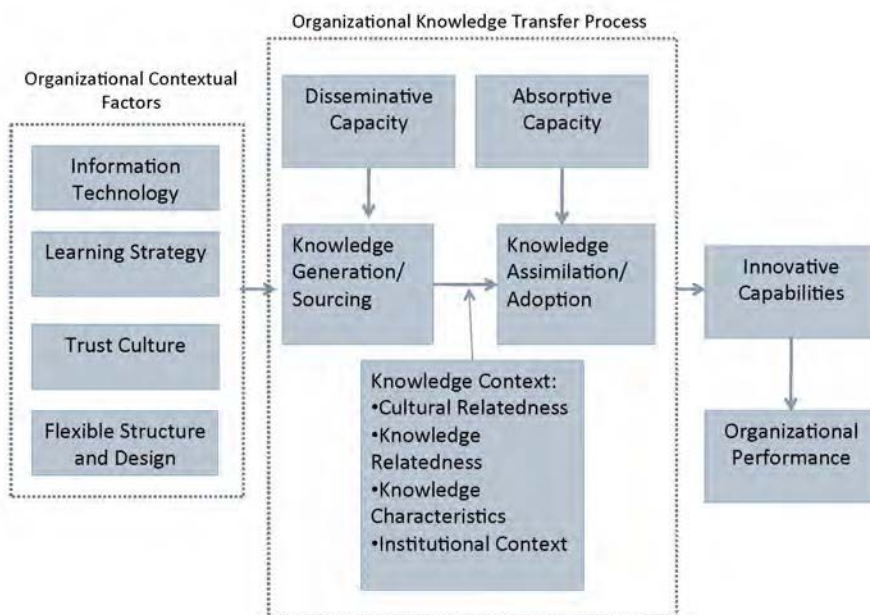 Organizational Knowledge Transfer Process
Organizational Contextual
Factors
Information
Technology
Learning Strategy
Trust Culture
Flexible Structure
and Design
Disseminative
Capacity
Absorptive
Capacity
Knowledge
Generation/
Sourcing
Knowledge
Assimilation/
Adoption
Knowledge Context:
•Cultural Relatedness
•Knowledge
Relatedness
•Knowledge
Characteristics
•Institutional Context
Innovative
Capabilities
Organizational
Performance